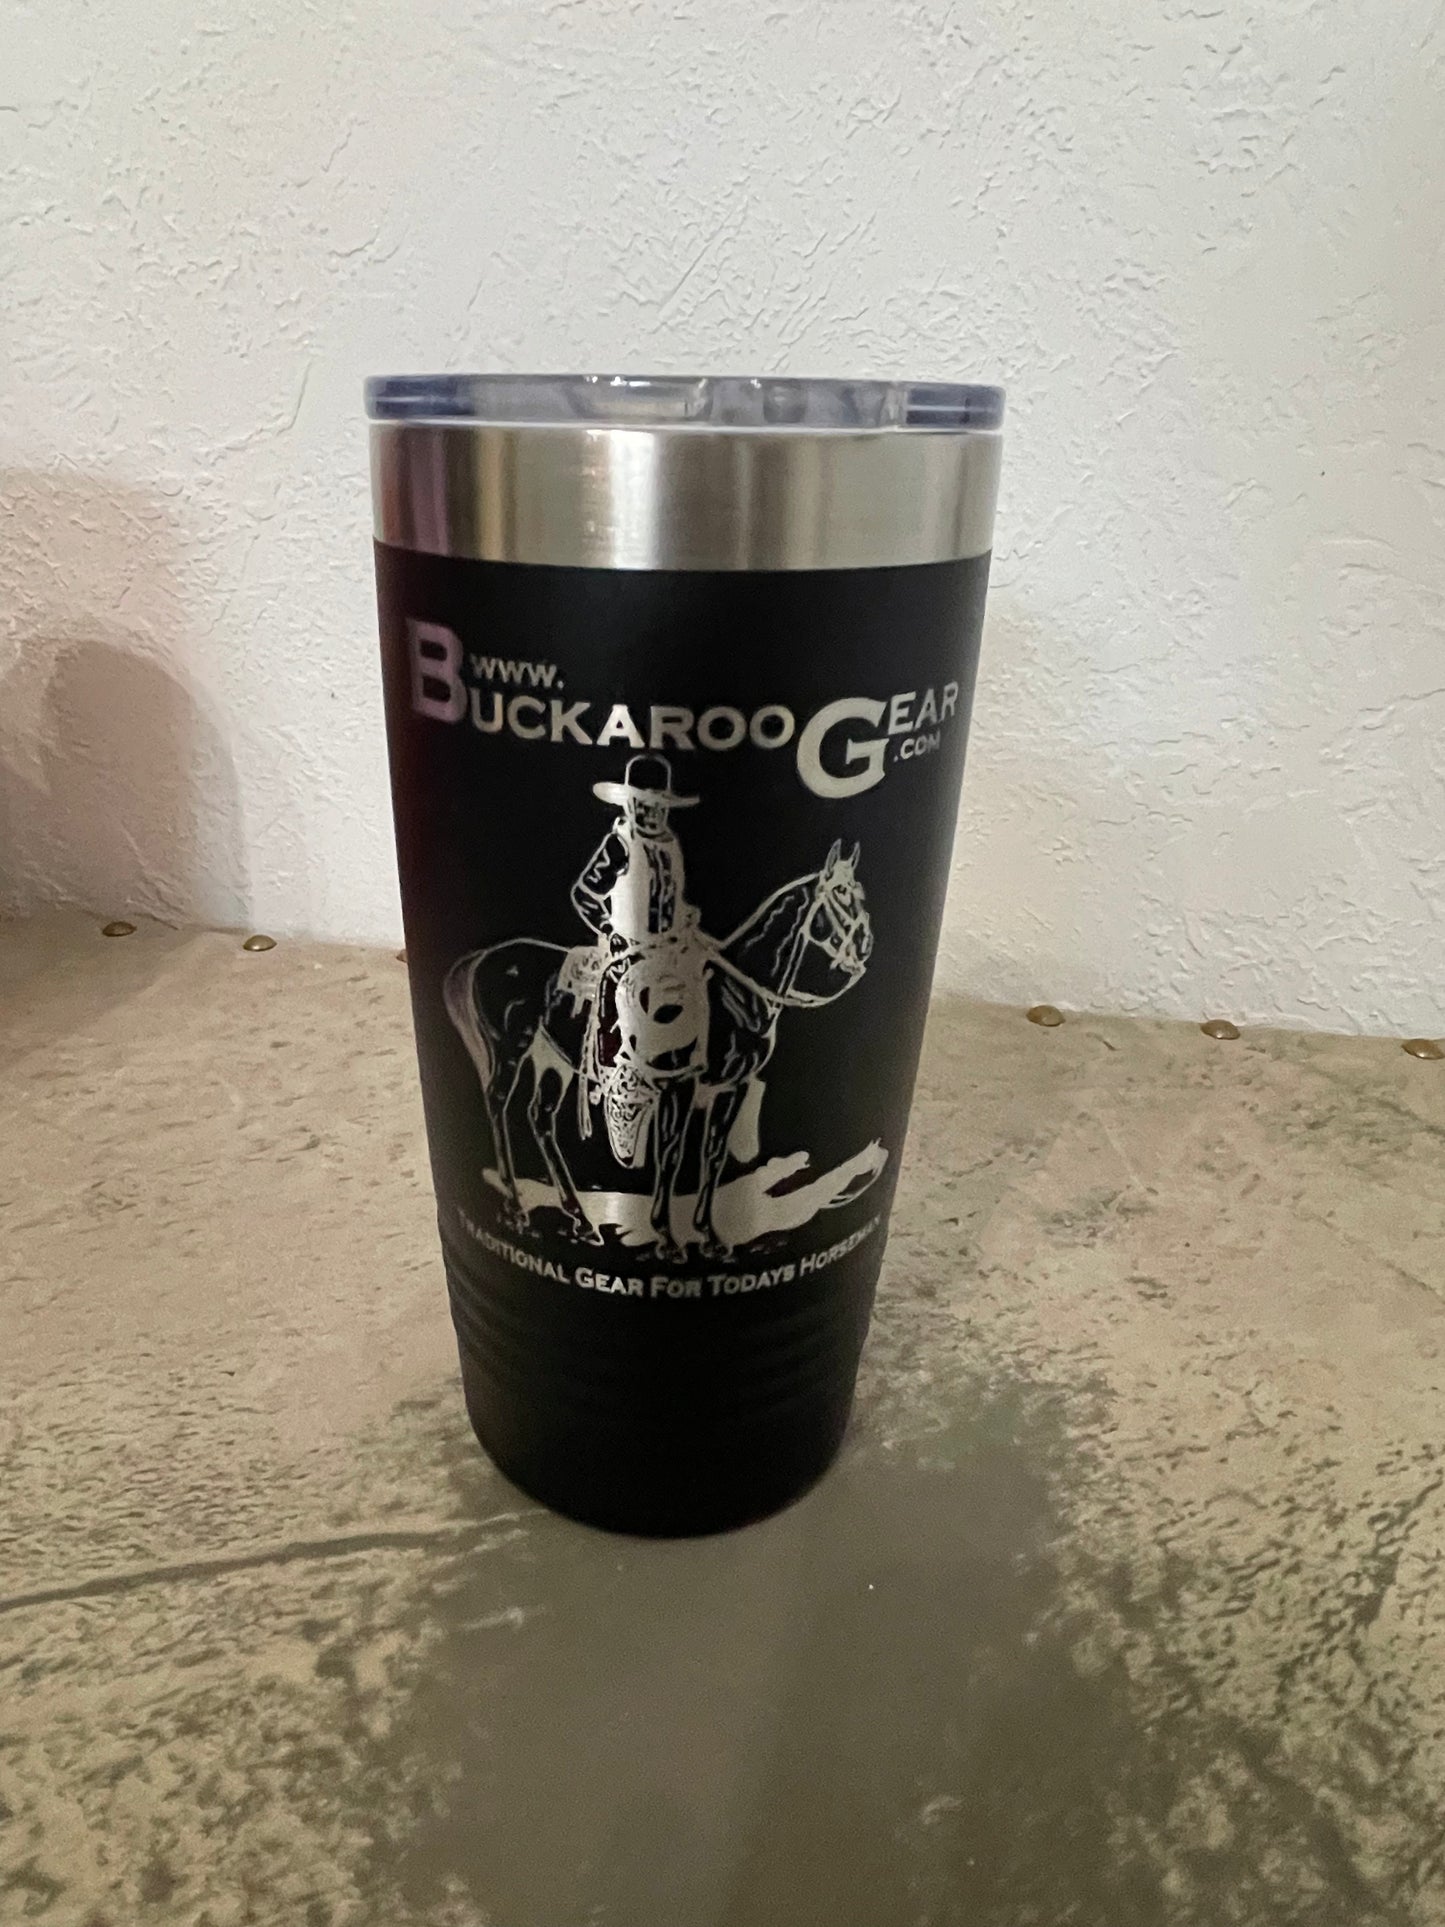 www.
BuckarooGear
.com
Traditional Gear For Todays Horseman